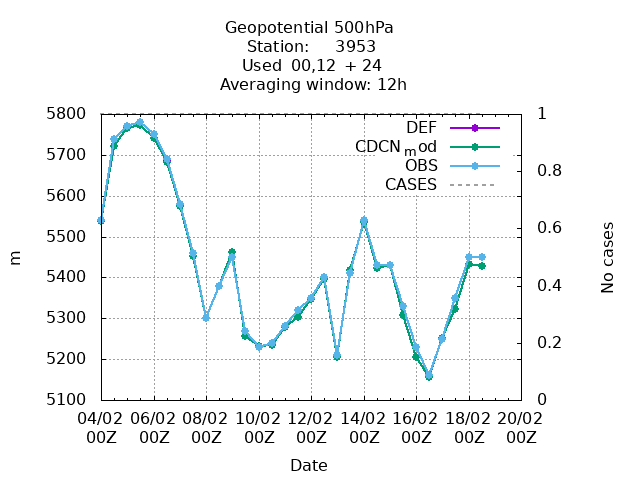 Geopotential 500hPa
Station: 3953
Used 00,12 + 24
Averaging window: 12h
5800
5700
5600
5500
5400
5300
5200
5100
m
1
0.8
0.6
0.4
0.2
0
No cases
DEF
CDCN_mod
OBS
CASES
04/02 06/02 08/02 10/02 12/02 14/02 16/02 18/02 20/02
00Z 00Z 00Z 00Z 00Z 00Z 00Z 00Z 00Z
Date